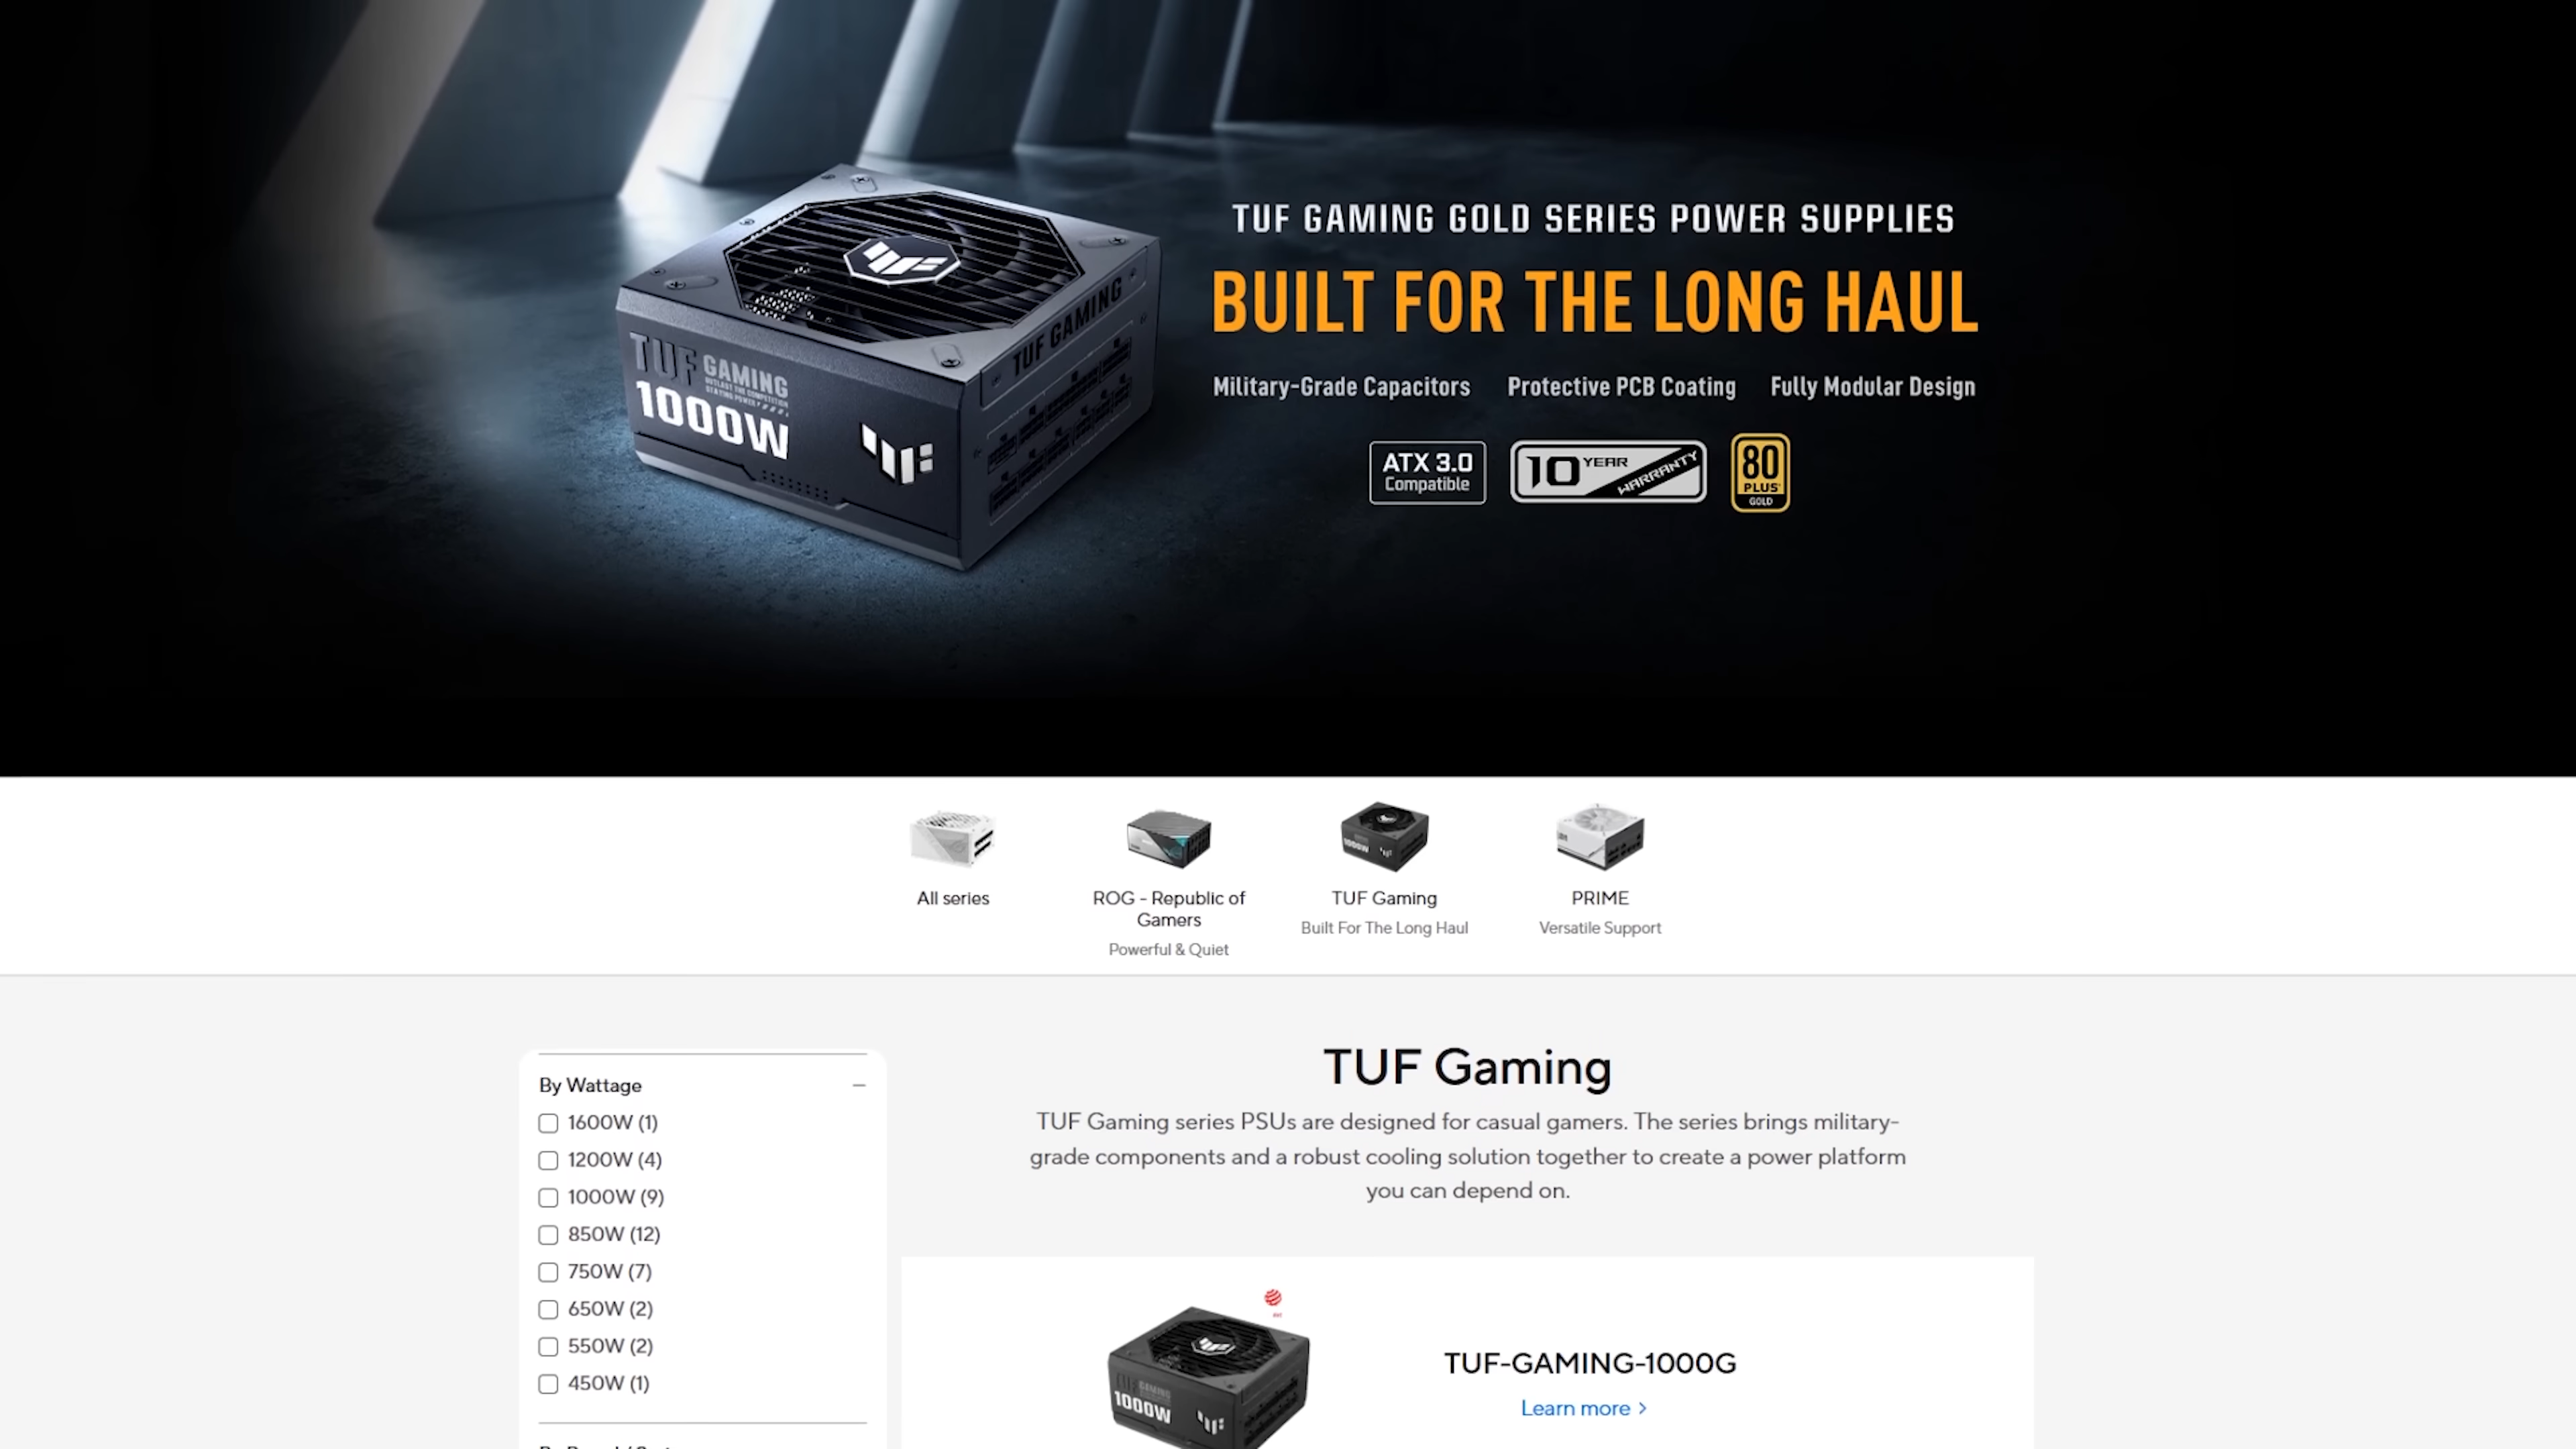 TUF GAMING GOLD SERIES POWER SUPPLIES
BUILT FOR THE LONG HAUL
Military-Grade Capacitors Protective PCB Coating Fully Modular Design
ATX 3.0
Compatible
10 YEAR WARRANTY
80
PLUS
GOLD
TUF GAMING
TUF GAMING
OUTLAST THE COMPETITION
1000W
All series
ROG - Republic of
Gamers
Powerful & Quiet
TUF Gaming
Built For The Long Haul
PRIME
Versatile Support
By Wattage
1600W (1)
1200W (4)
1000W (9)
850W (12)
750W (7)
650W (2)
550W (2)
450W (1)
TUF Gaming
TUF Gaming series PSUs are designed for casual gamers. The series brings military-
grade components and a robust cooling solution together to create a power platform
you can depend on.
TUF GAMING
1000W
TUF-GAMING-1000G
Learn more >